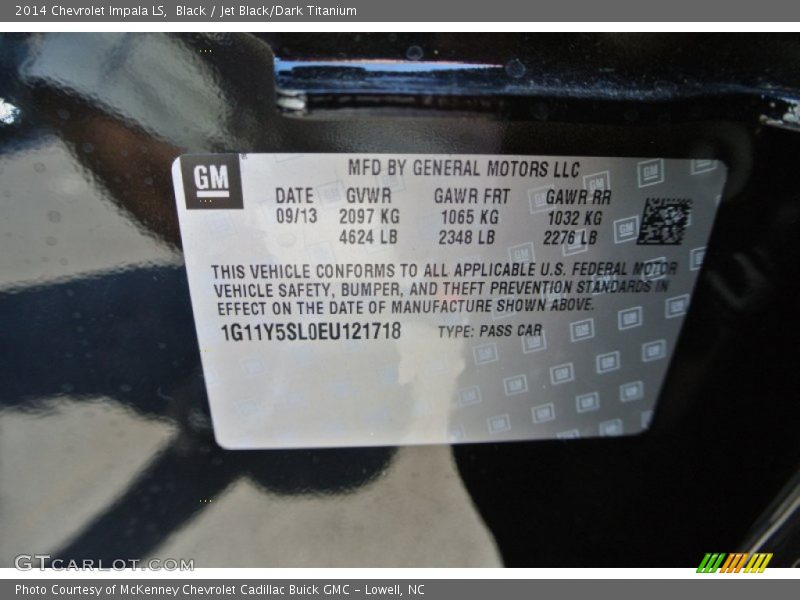 2014 Chevrolet Impala LS, Black / Jet Black/Dark Titanium
GM
MFD BY GENERAL MOTORS LLC
DATE GVWR GAWR FRT GAWR RR
09/13 2097 KG 1065 KG 1032 KG
4624 LB 2348 LB 2276 LB
THIS VEHICLE CONFORMS TO ALL APPLICABLE U.S. FEDERAL MOTOR
VEHICLE SAFETY, BUMPER, AND THEFT PREVENTION STANDARDS IN
EFFECT ON THE DATE OF MANUFACTURE SHOWN ABOVE.
1G11Y5SL0EU121718 TYPE: PASS CAR
GTcarlot.com
Photo Courtesy of McKenney Chevrolet Cadillac Buick GMC - Lowell, NC